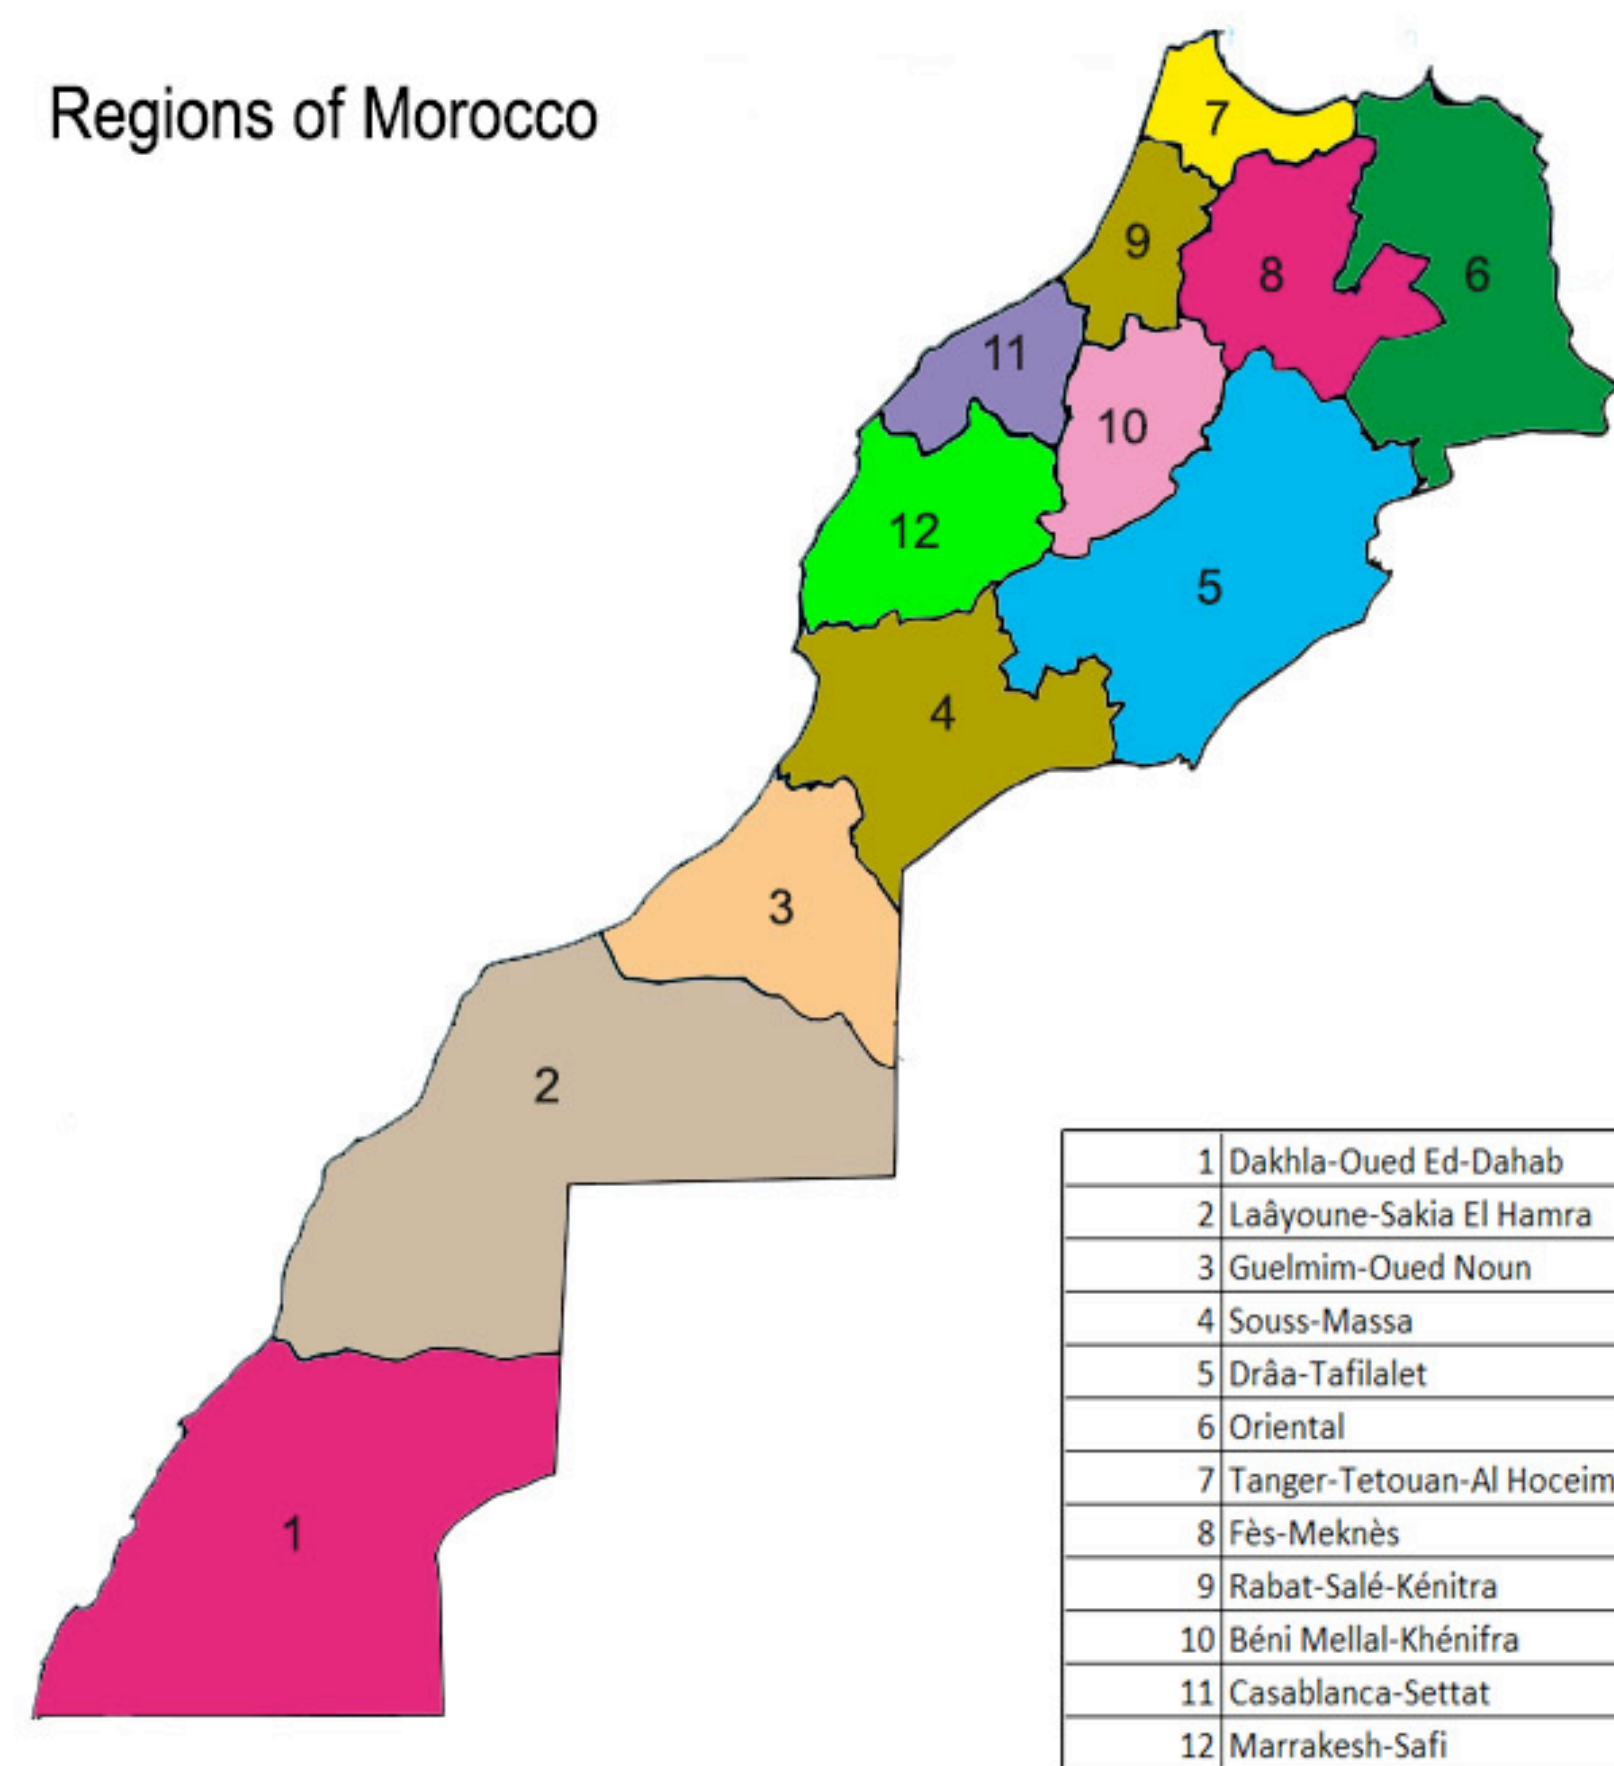 Regions of Morocco
7
9
8
6
11
10
12
5
4
3
2
1
1 Dakhla-Oued Ed-Dahab
2 Laâyoune-Sakia El Hamra
3 Guelmim-Oued Noun
4 Souss-Massa
5 Drâa-Tafilalet
6 Oriental
7 Tanger-Tetouan-Al Hoceim
8 Fès-Meknès
9 Rabat-Salé-Kénitra
10 Béni Mellal-Khénifra
11 Casablanca-Settat
12 Marrakesh-Safi